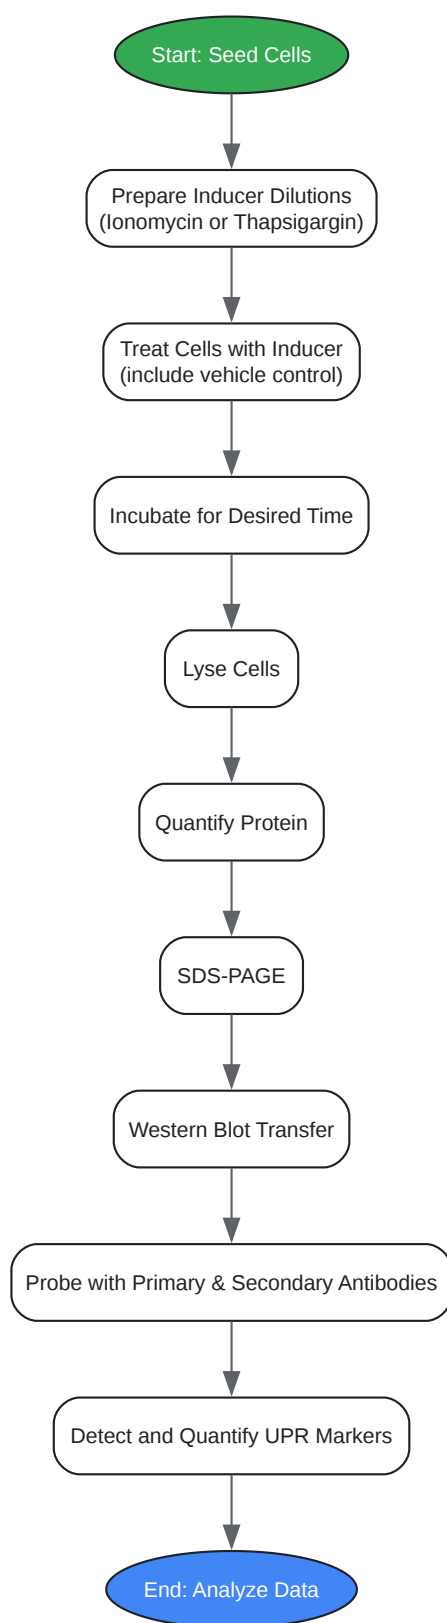 Start: Seed Cells
Prepare Inducer Dilutions
(Ionomycin or Thapsigargin)
Treat Cells with Inducer
(include vehicle control)
Incubate for Desired Time
Lyse Cells
Quantify Protein
SDS-PAGE
Western Blot Transfer
Probe with Primary & Secondary Antibodies
Detect and Quantify UPR Markers
End: Analyze Data